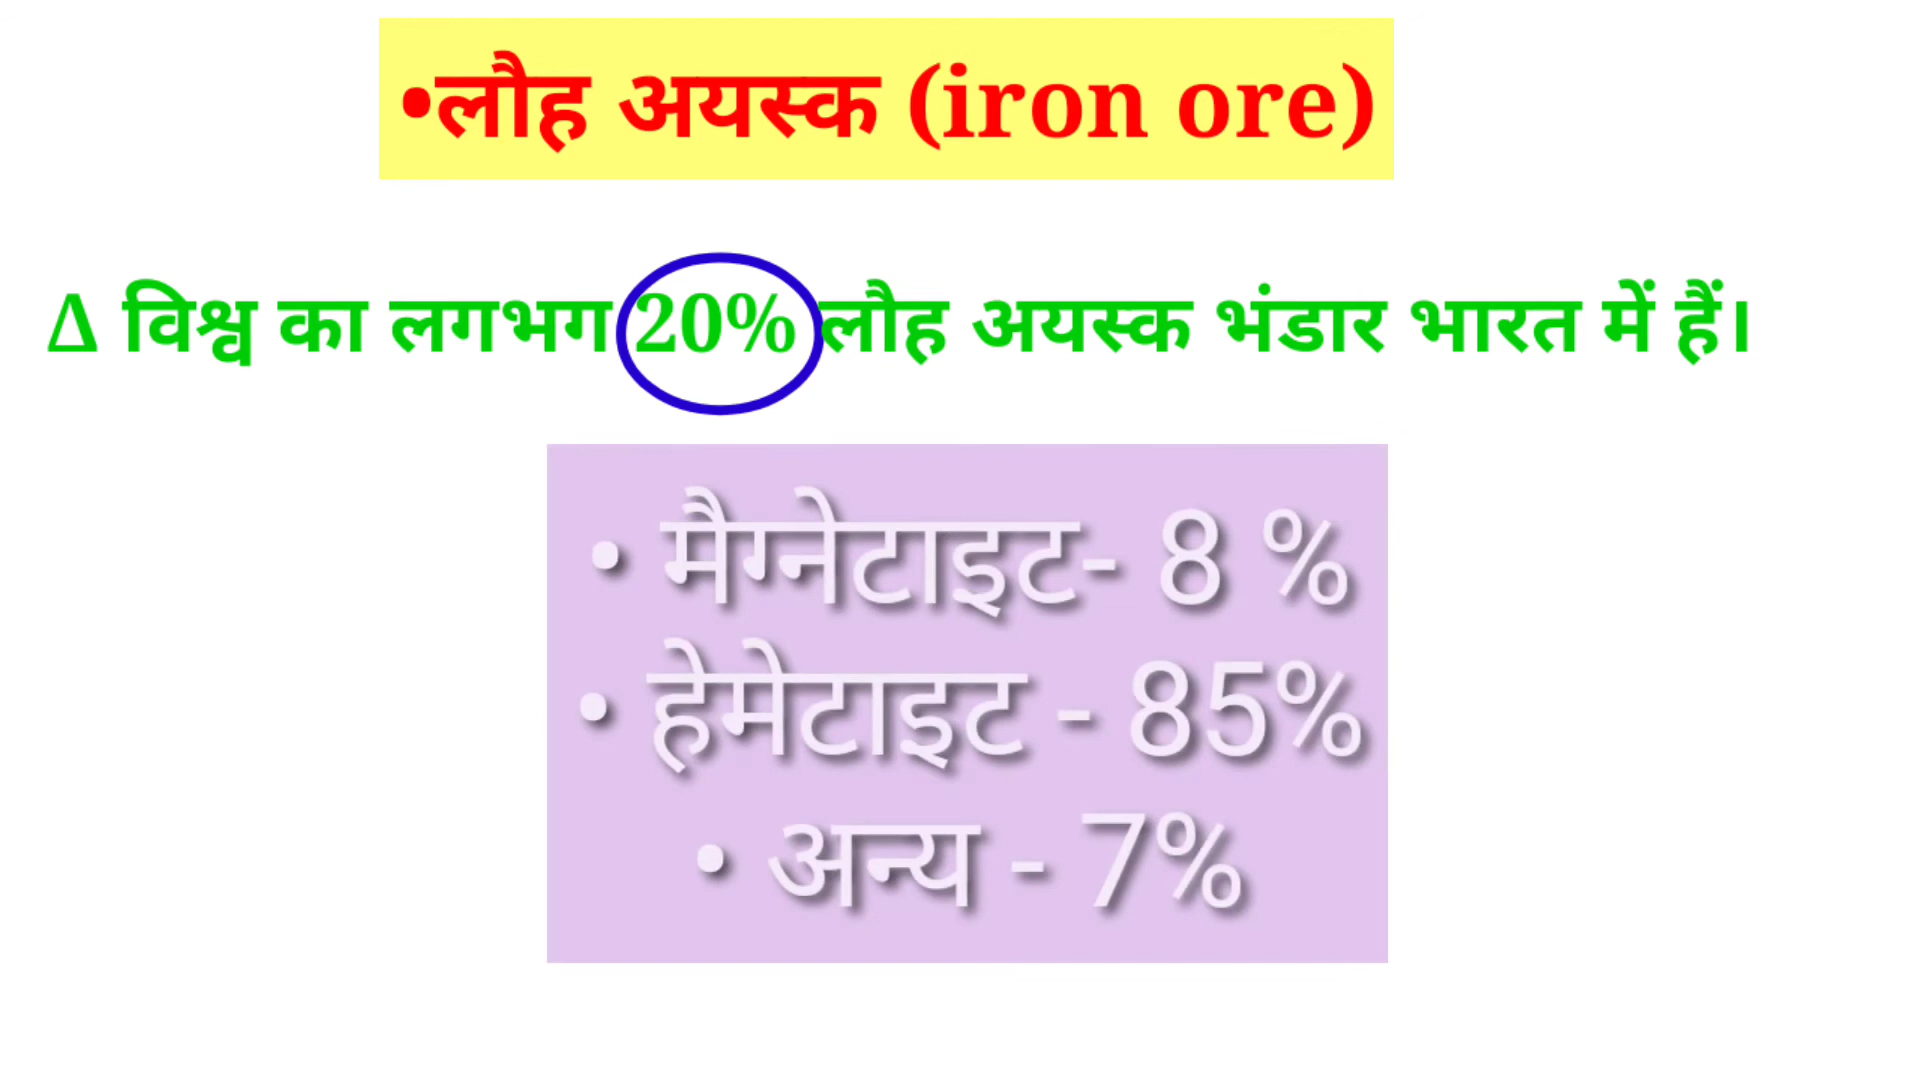 •लौह अयस्क (iron ore)
Δ विश्व का लगभग 20% लौह अयस्क भंडार भारत में हैं।
• मैग्नेटाइट- 8 %
• हेमेटाइट - 85%
• अन्य - 7%